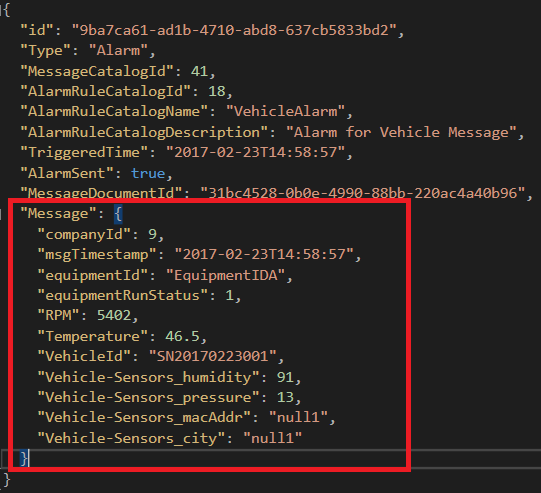 {
"id": "9ba7ca61-ad1b-4710-abd8-637cb5833bd2",
"Type": "Alarm",
"MessageCatalogId": 41,
"AlarmRuleCatalogId": 18,
"AlarmRuleCatalogName": "VehicleAlarm",
"AlarmRuleCatalogDescription": "Alarm for Vehicle Message",
"TriggeredTime": "2017-02-23T14:58:57",
"AlarmSent": true,
"MessageDocumentId": "31bc4528-0b0e-4990-88bb-220ac4a40b96",
"Message": {
"companyId": 9,
"msgTimestamp": "2017-02-23T14:58:57",
"equipmentId": "EquipmentIDA",
"equipmentRunStatus": 1,
"RPM": 5402,
"Temperature": 46.5,
"VehicleId": "SN20170223001",
"Vehicle-Sensors_humidity": 91,
"Vehicle-Sensors_pressure": 13,
"Vehicle-Sensors_macAddr": "null1",
"Vehicle-Sensors_city": "null1"
}
}